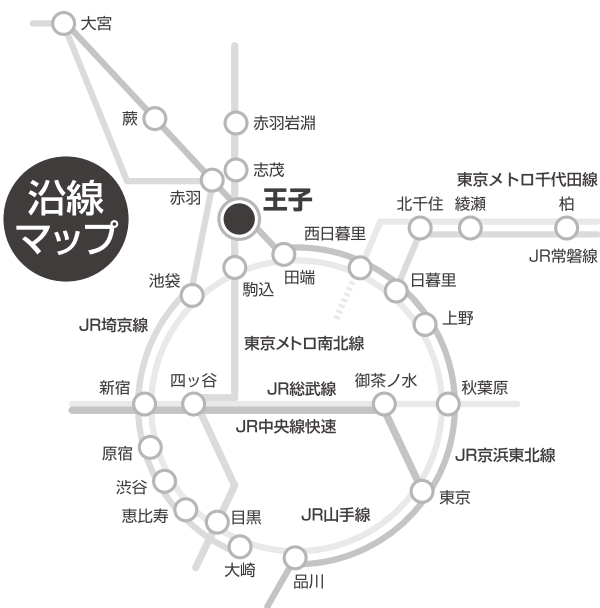 大宮
蕨
赤羽岩淵
志茂
赤羽
王子
沿線
マップ
東京メトロ千代田線
北千住
綾瀬
柏
西日暮里
JR常磐線
田端
駒込
池袋
日暮里
上野
JR埼京線
東京メトロ南北線
新宿
四ッ谷
JR総武線
御茶ノ水
秋葉原
JR中央線快速
原宿
JR京浜東北線
渋谷
東京
恵比寿
目黒
JR山手線
大崎
品川